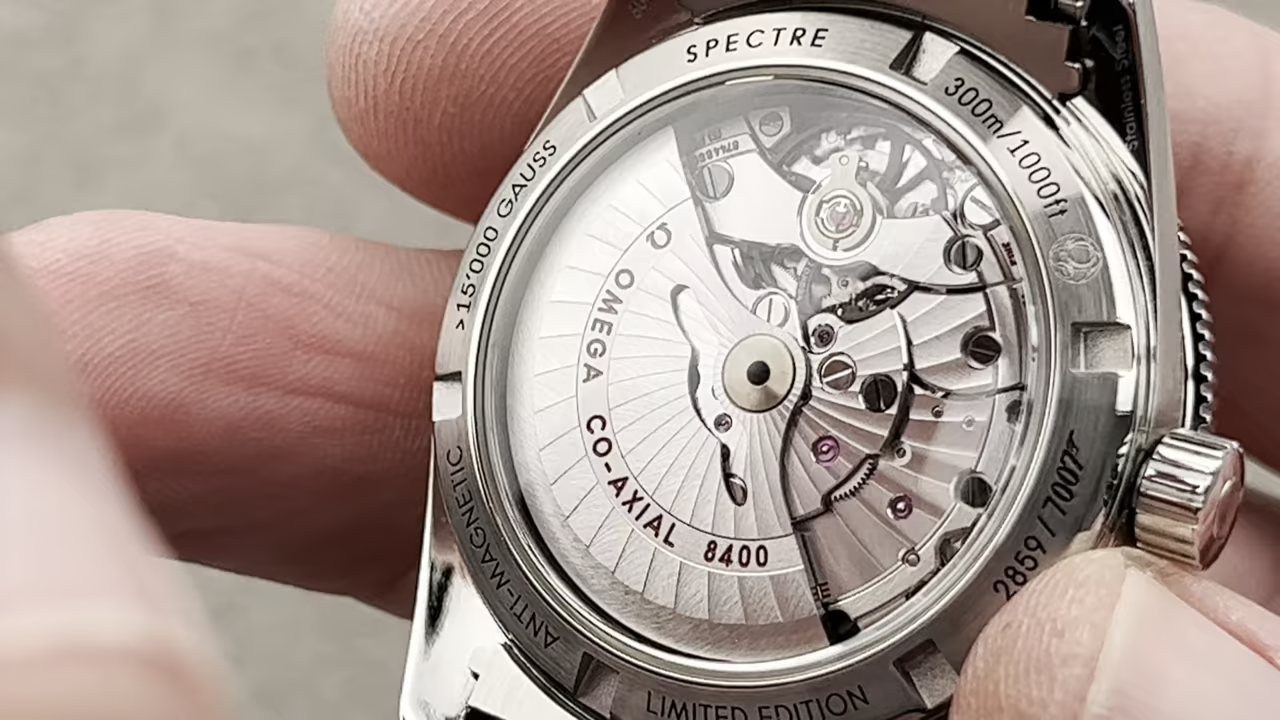 SPECTRE
300m/1000ft
2859 / 7007
LIMITED EDITION
ANTI-MAGNETIC
>15'000 GAUSS
Ω
OMEGA
CO-AXIAL 8400
Stainless Steel